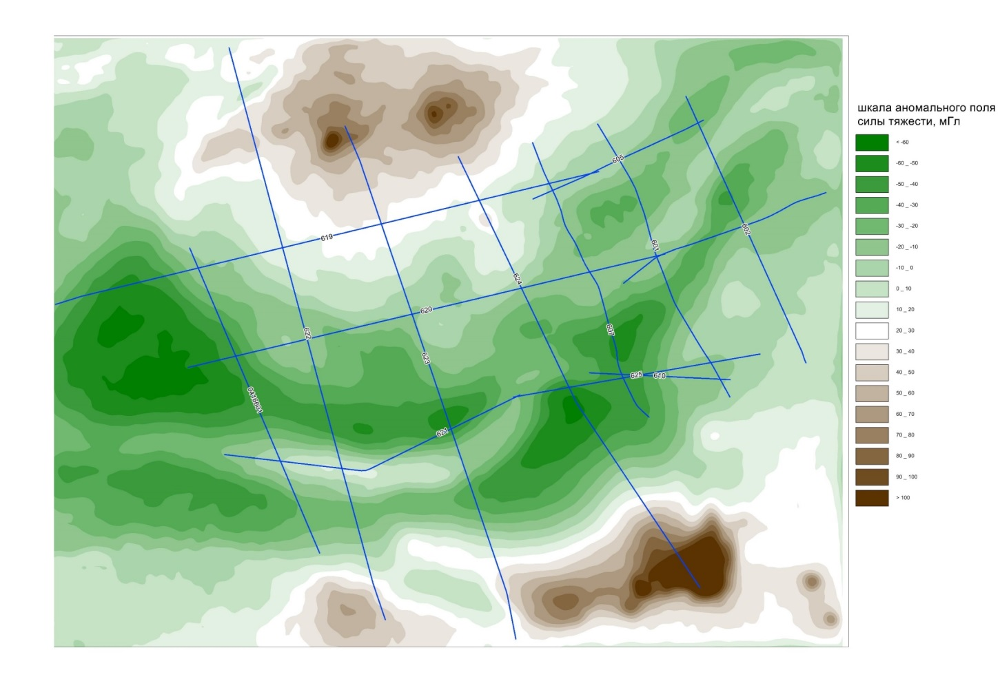 шкала аномального поля
силы тяжести, мГл
< -60
-60 _ -50
-50 _ -40
-40 _ -30
-30 _ -20
-20 _ -10
-10 _ 0
0 _ 10
10 _ 20
20 _ 30
30 _ 40
40 _ 50
50 _ 60
60 _ 70
70 _ 80
80 _ 90
90 _ 100
> 100
605
602
619
601
624
620
622
607
623
625
610
0416601
621